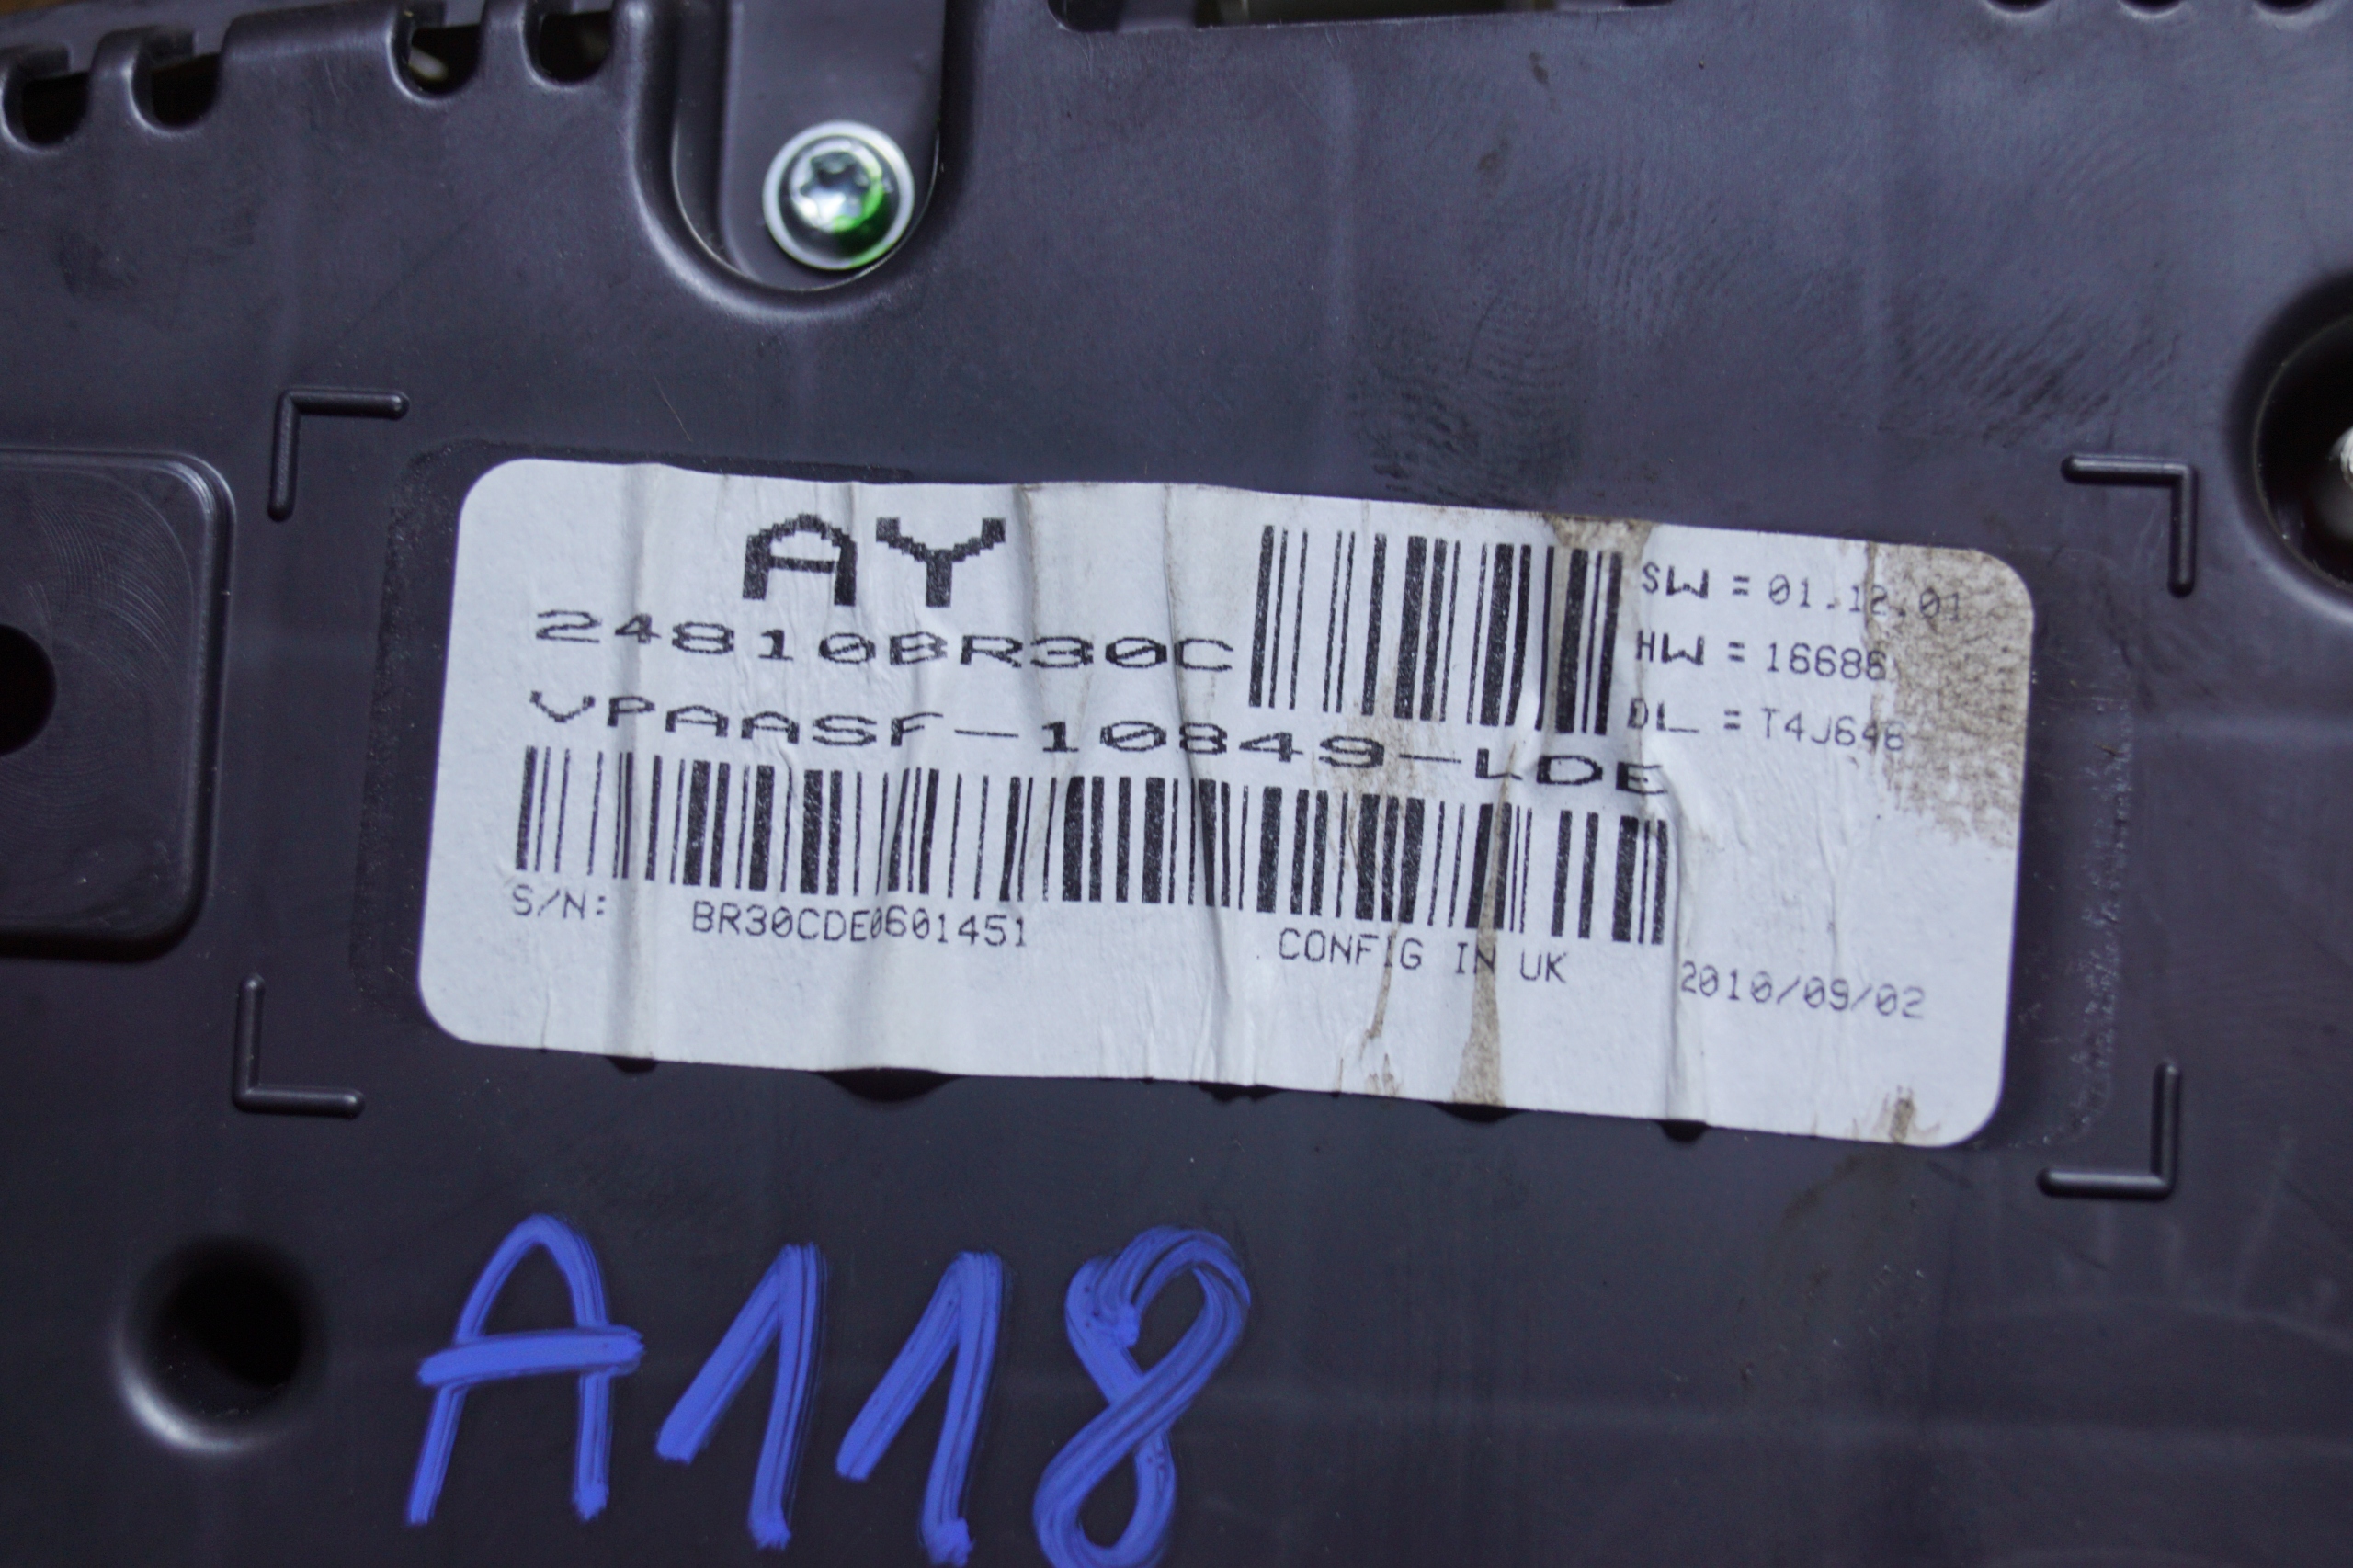 AY
24810BR30C
VPAASF-10849-LDE
SW = 01.12.01
HW = 16686
DL = T4J646
S/N: BR30CDE0601451
CONFIG IN UK
2010/09/02
A118